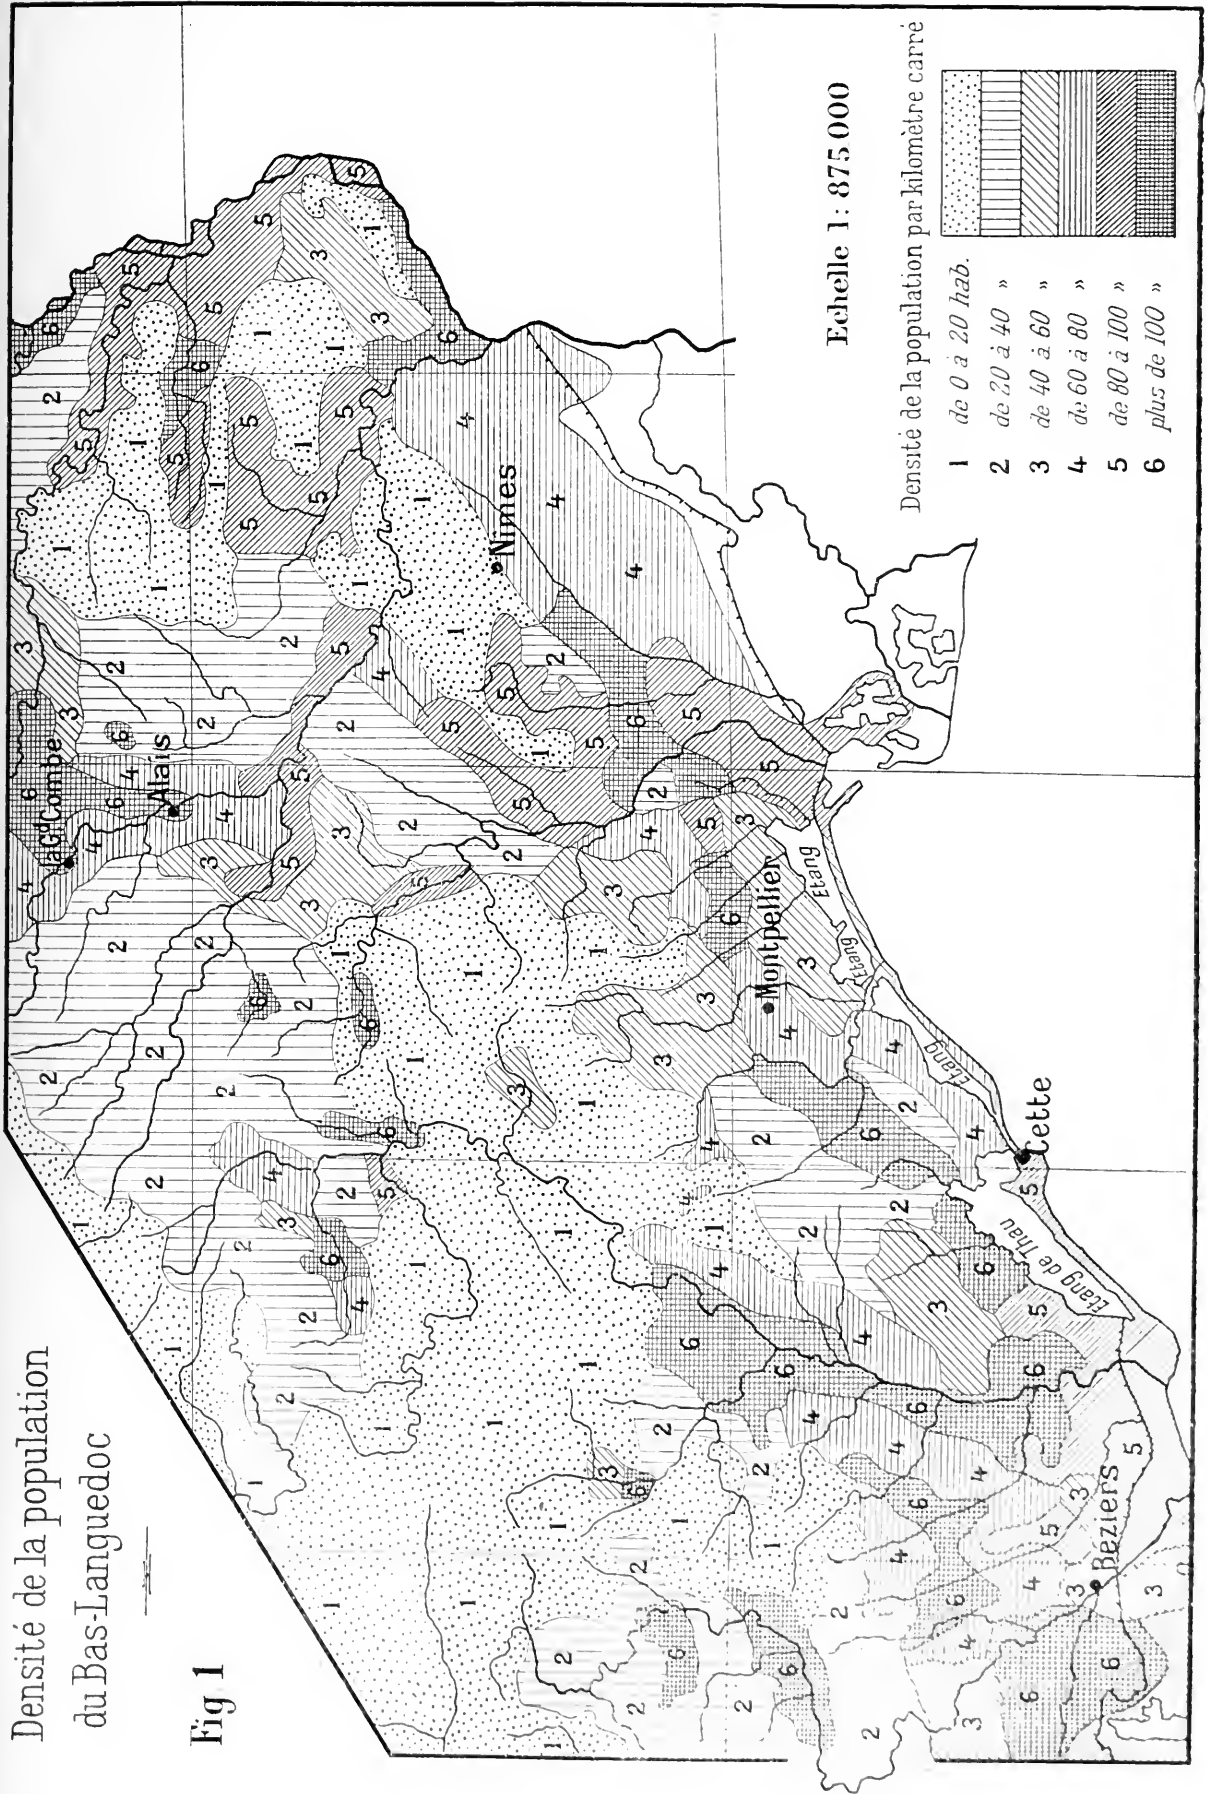 Densité de la population
du Bas-Languedoc
Fig 1
la Gd Combe
Alais
Nîmes
Montpellier
Cette
Béziers
Etang
Etang
Etang
Etang de Thau
Echelle 1: 875.000
Densité de la population par kilomètre carré
1 de 0 à 20 hab.
2 de 20 à 40 »
3 de 40 à 60 »
4 de 60 à 80 »
5 de 80 à 100 »
6 plus de 100 »